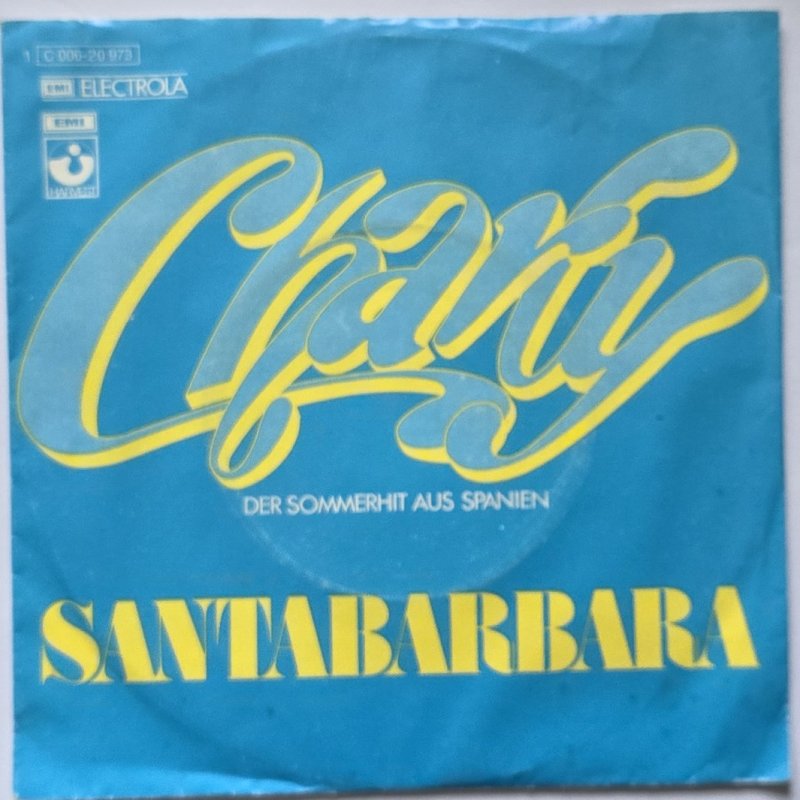 1 C 006-20 973
EMI ELECTROLA
EMI
HARVEST
Charly
DER SOMMERHIT AUS SPANIEN
SANTABARBARA